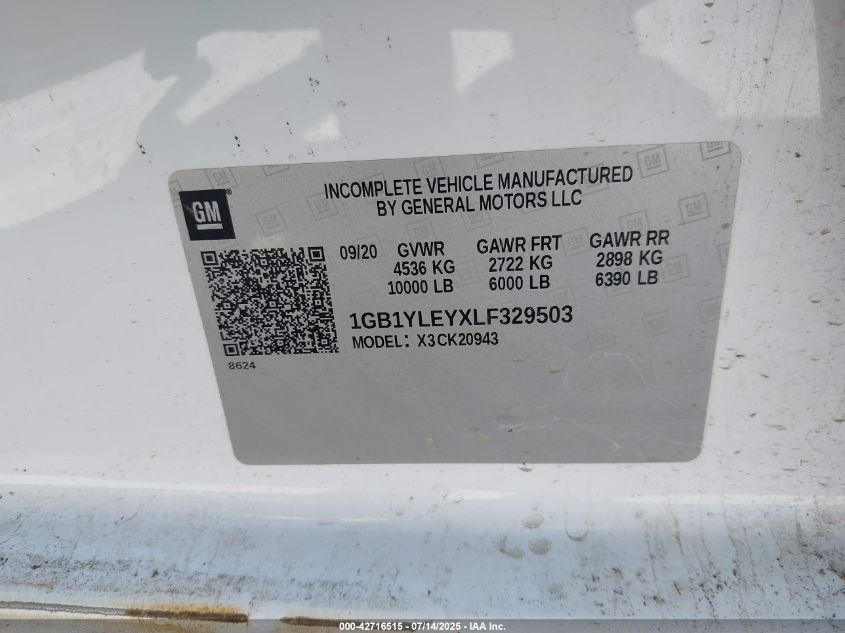 INCOMPLETE VEHICLE MANUFACTURED
BY GENERAL MOTORS LLC
GM®
09/20 GVWR GAWR FRT GAWR RR
4536 KG 2722 KG 2898 KG
10000 LB 6000 LB 6390 LB
1GB1YLEYXLF329503
MODEL: X3CK20943
8624
000-42716515 - 07/14/2025 - IAA Inc.